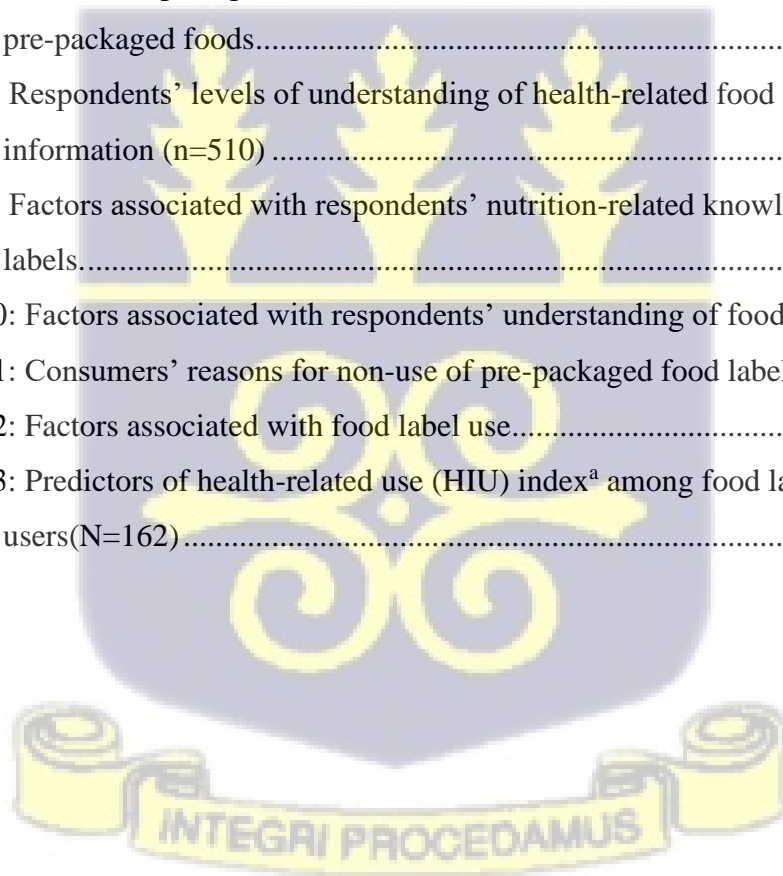 pre-packaged foods......................................................................
Respondents’ levels of understanding of health-related food
information (n=510) ....................................................................
Factors associated with respondents’ nutrition-related
labels.............................................................................................
0: Factors associated with respondents’ understanding of food
1: Consumers’ reasons for non-use of pre-packaged food
2: Factors associated with food label use...................................
3: Predictors of health-related use (HIU) indexᵃ among food
users(N=162) ...............................................................................
INTEGRI PROCEDAMUS